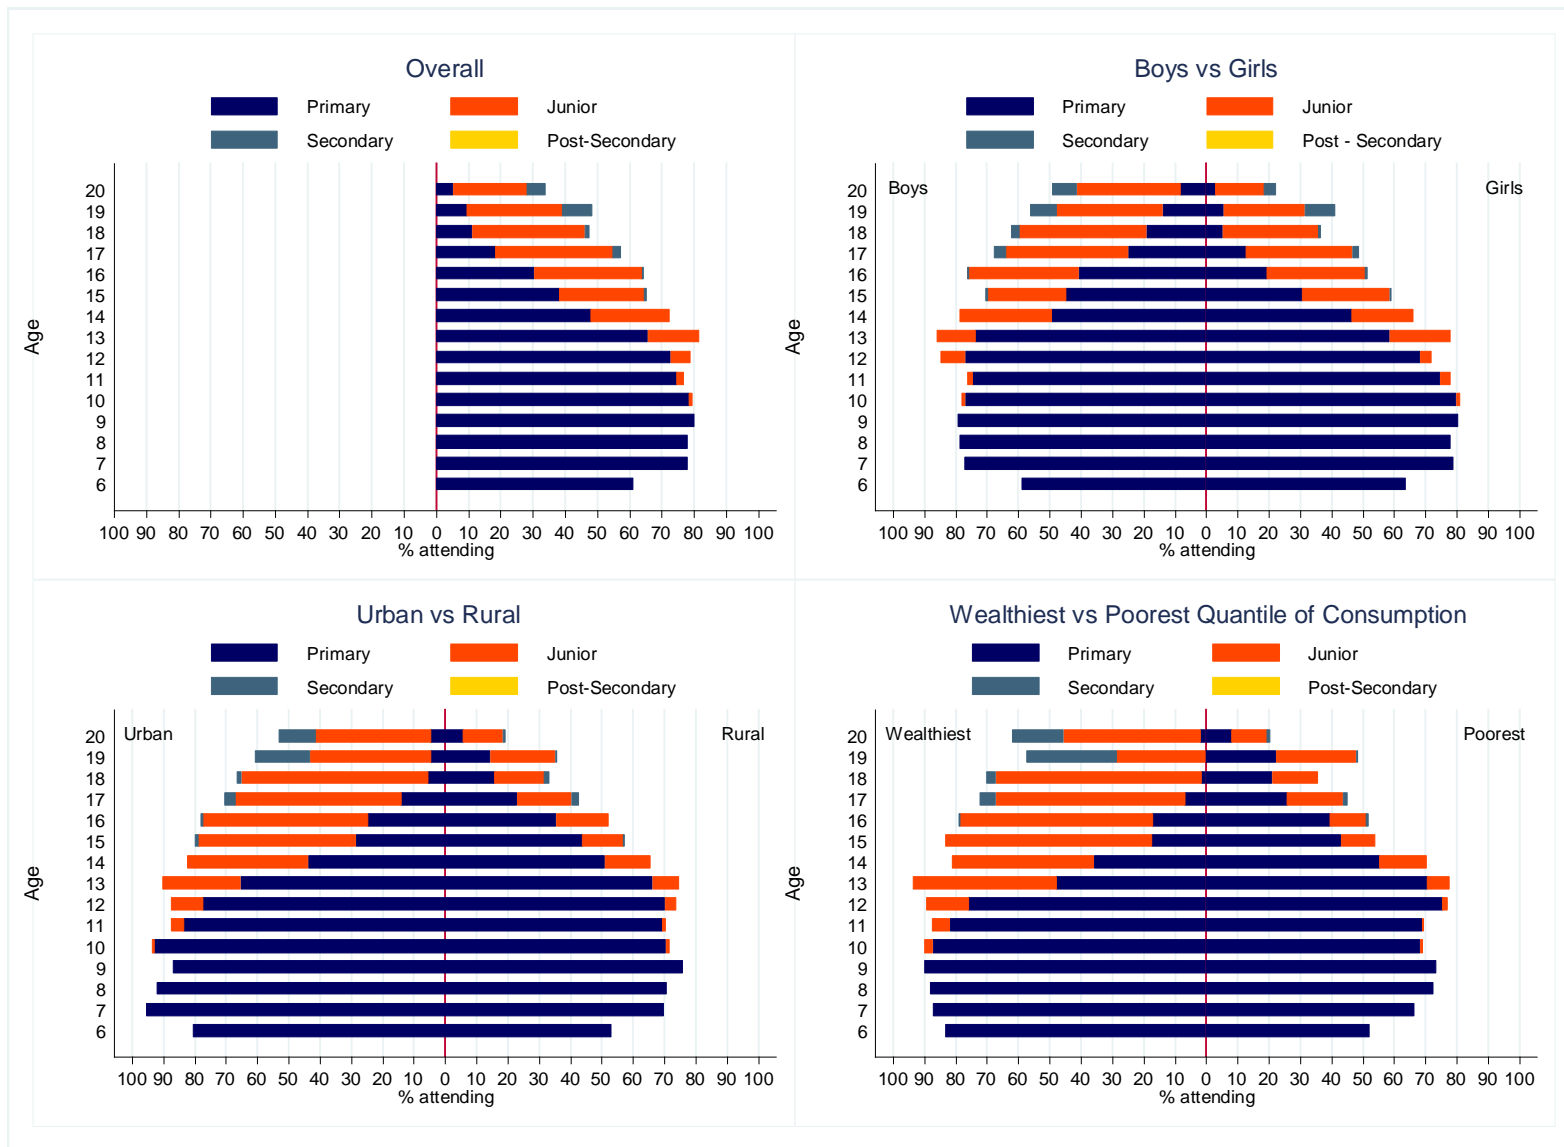 Overall
Primary
Junior
Secondary
Post-Secondary
Age
20
19
18
17
16
15
14
13
12
11
10
9
8
7
6
100 90 80 70 60 50 40 30 20 10 0 10 20 30 40 50 60 70 80 90 100
% attending
Boys vs Girls
Primary
Junior
Secondary
Post - Secondary
Boys
Girls
Age
20
19
18
17
16
15
14
13
12
11
10
9
8
7
6
100 90 80 70 60 50 40 30 20 10 0 10 20 30 40 50 60 70 80 90 100
% attending
Urban vs Rural
Primary
Junior
Secondary
Post-Secondary
Urban
Rural
Age
20
19
18
17
16
15
14
13
12
11
10
9
8
7
6
100 90 80 70 60 50 40 30 20 10 0 10 20 30 40 50 60 70 80 90 100
% attending
Wealthiest vs Poorest Quantile of Consumption
Primary
Junior
Secondary
Post-Secondary
Wealthiest
Poorest
Age
20
19
18
17
16
15
14
13
12
11
10
9
8
7
6
100 90 80 70 60 50 40 30 20 10 0 10 20 30 40 50 60 70 80 90 100
% attending